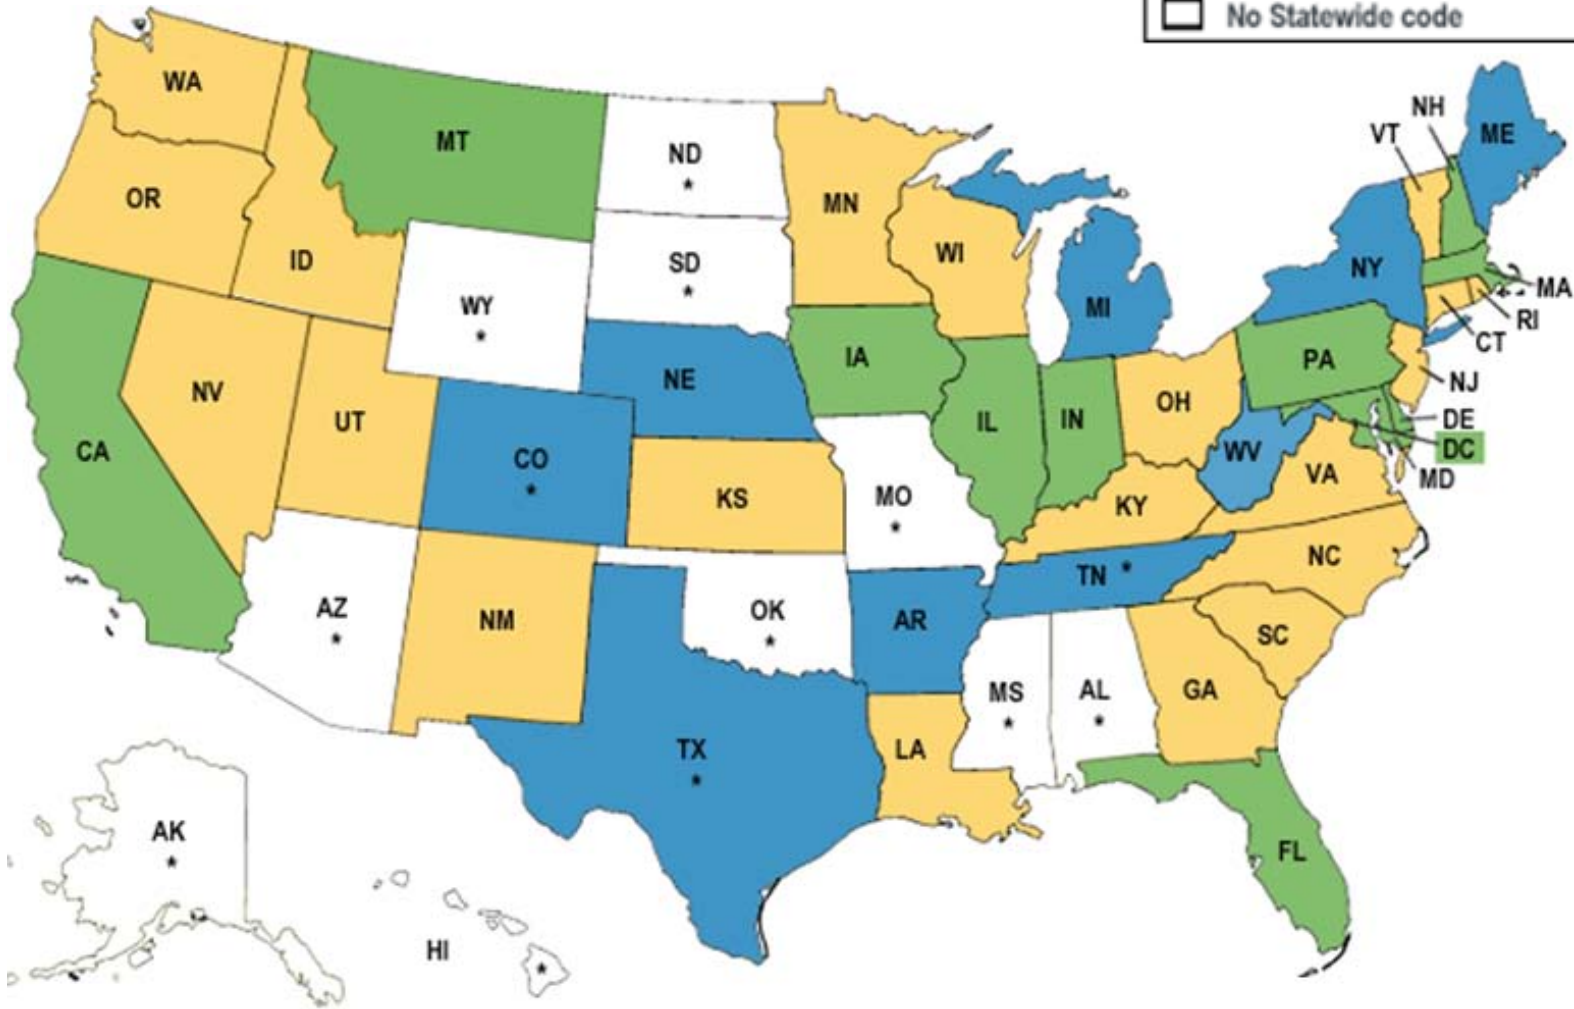 No Statewide code
WA
MT
ND
*
MN
VT
NH
ME
OR
ID
SD
*
WI
NY
MA
WY
*
MI
RI
CT
NV
UT
NE
IA
IL
IN
OH
PA
NJ
DE
DC
MD
CA
CO
*
KS
MO
*
KY
WV
VA
AZ
*
NM
OK
*
AR
TN *
NC
SC
MS
*
AL
*
GA
TX
*
LA
FL
AK
*
HI
*